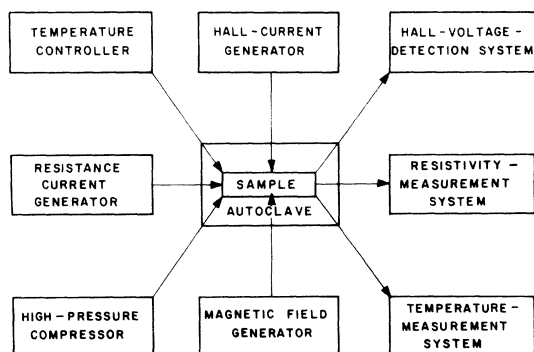 TEMPERATURE
CONTROLLER
HALL-CURRENT
GENERATOR
HALL-VOLTAGE-
DETECTION SYSTEM
RESISTANCE
CURRENT
GENERATOR
SAMPLE
AUTOCLAVE
RESISTIVITY-
MEASUREMENT
SYSTEM
HIGH-PRESSURE
COMPRESSOR
MAGNETIC FIELD
GENERATOR
TEMPERATURE-
MEASUREMENT
SYSTEM